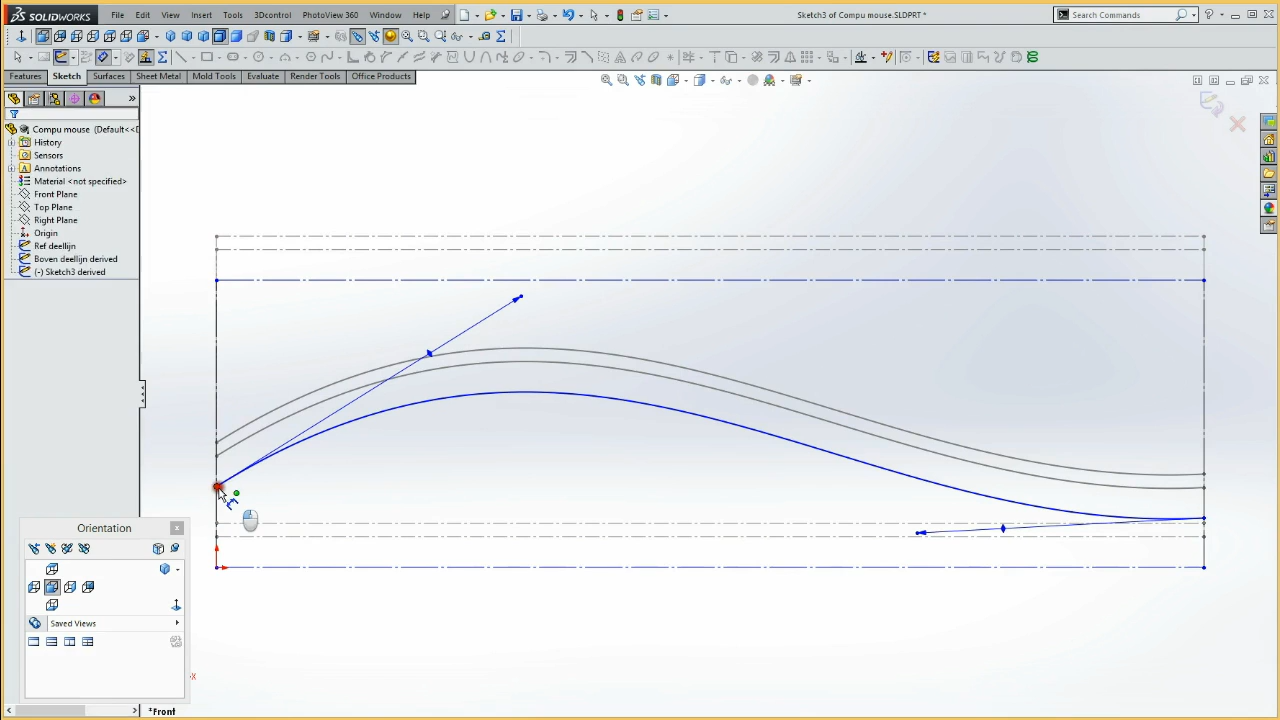 SOLIDWORKS File Edit View Insert Tools 3Dcontrol PhotoView 360 Window Help Sketch3 of Compu mouse.SLDPRT * Search Commands
Features Sketch Surfaces Sheet Metal Mold Tools Evaluate Render Tools Office Products
Compu mouse (Default<<D
History
Sensors
Annotations
Material <not specified>
Front Plane
Top Plane
Right Plane
Origin
Ref deellijn
Boven deellijn derived
(-) Sketch3 derived
Orientation
Saved Views
*Front